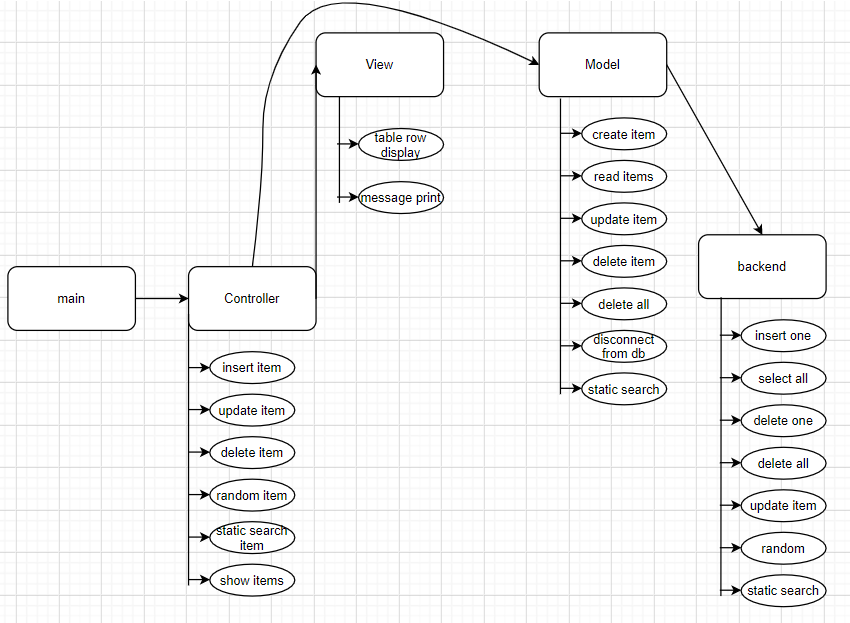 View
Model
table row
display
message print
create item
read items
update item
delete item
delete all
disconnect
from db
static search
main
Controller
insert item
update item
delete item
random item
static search
item
show items
backend
insert one
select all
delete one
delete all
update item
random
static search